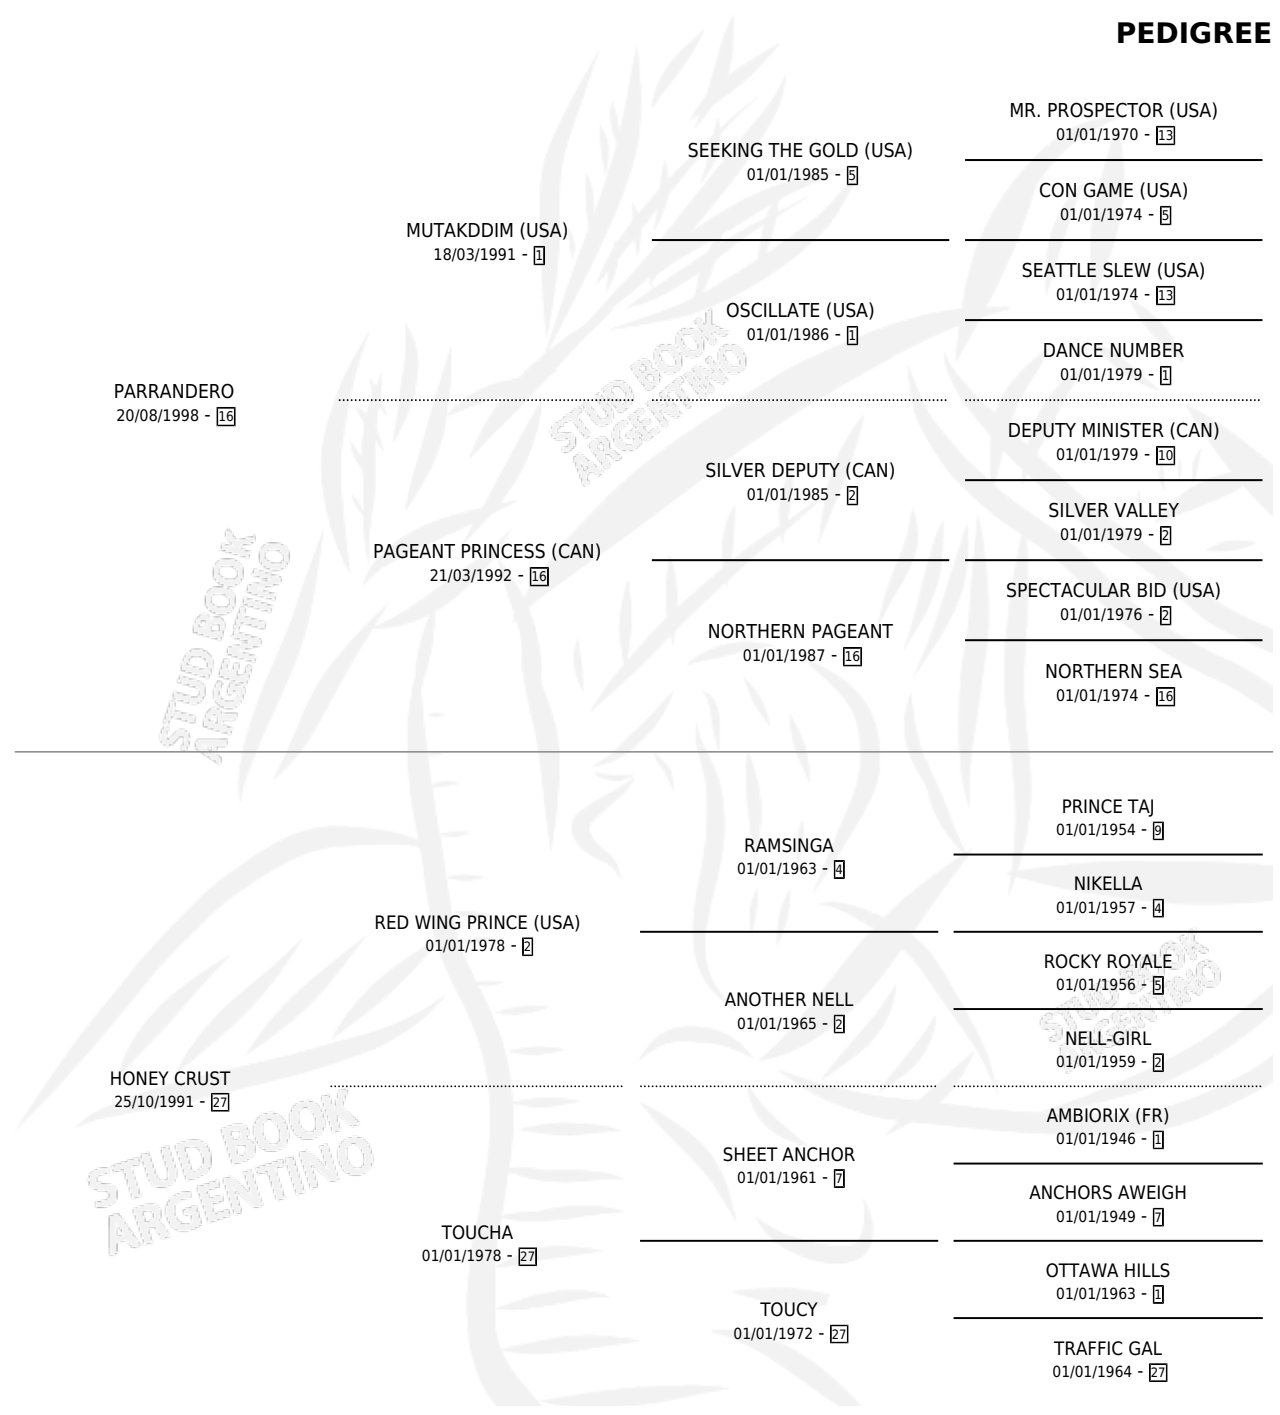 PEDIGREE
MR. PROSPECTOR (USA)
01/01/1970 - 13
SEEKING THE GOLD (USA)
01/01/1985 - 5
CON GAME (USA)
01/01/1974 - 5
MUTAKDDIM (USA)
18/03/1991 - 1
SEATTLE SLEW (USA)
01/01/1974 - 13
OSCILLATE (USA)
01/01/1986 - 1
DANCE NUMBER
01/01/1979 - 1
PARRANDERO
20/08/1998 - 16
DEPUTY MINISTER (CAN)
01/01/1979 - 10
SILVER DEPUTY (CAN)
01/01/1985 - 2
SILVER VALLEY
01/01/1979 - 2
PAGEANT PRINCESS (CAN)
21/03/1992 - 16
SPECTACULAR BID (USA)
01/01/1976 - 2
NORTHERN PAGEANT
01/01/1987 - 16
NORTHERN SEA
01/01/1974 - 16
PRINCE TAJ
01/01/1954 - 9
RAMSINGA
01/01/1963 - 4
NIKELLA
01/01/1957 - 4
RED WING PRINCE (USA)
01/01/1978 - 2
ROCKY ROYALE
01/01/1956 - 5
ANOTHER NELL
01/01/1965 - 2
NELL-GIRL
01/01/1959 - 2
HONEY CRUST
25/10/1991 - 27
AMBIORIX (FR)
01/01/1946 - 1
SHEET ANCHOR
01/01/1961 - 7
ANCHORS AWEIGH
01/01/1949 - 7
TOUCHA
01/01/1978 - 27
OTTAWA HILLS
01/01/1963 - 1
TOUCY
01/01/1972 - 27
TRAFFIC GAL
01/01/1964 - 27
STUD BOOK
ARGENTINO
STUD BOOK
ARGENTINO
STUD BOOK
ARGENTINO
STUD BOOK
ARGENTINO